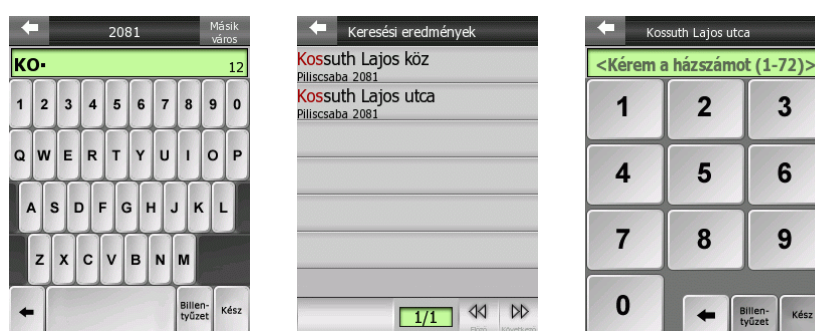 2081
Másik
város
KO
12
1 2 3 4 5 6 7 8 9 0
Q W E R T Y U I O P
A S D F G H J K L
Z X C V B N M
Billen-
tyűzet
Kész
Keresési eredmények
Kossuth Lajos köz
Piliscsaba 2081
Kossuth Lajos utca
Piliscsaba 2081
1/1
Előző
Következő
Kossuth Lajos utca
<Kérem a házszámot (1-72)>
1 2 3
4 5 6
7 8 9
0
Billen-
tyűzet
Kész